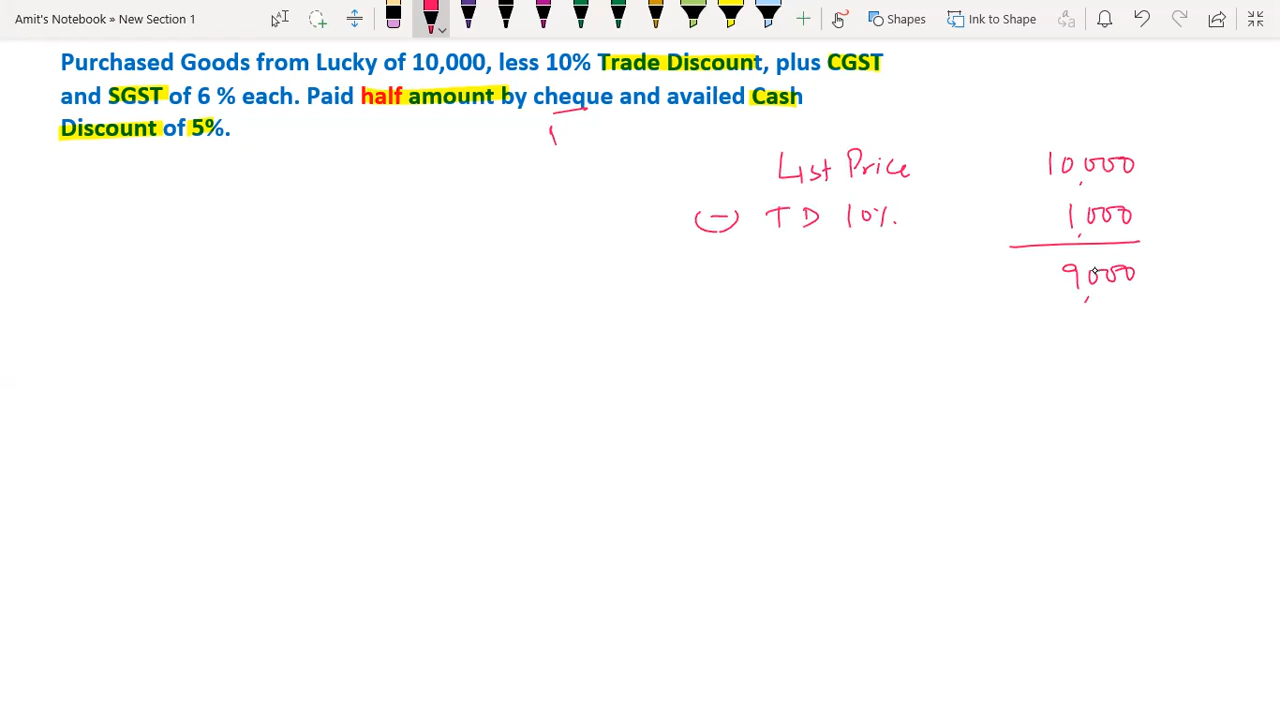 Amit's Notebook » New Section 1
Shapes
Ink to Shape
Purchased Goods from Lucky of 10,000, less 10% Trade Discount, plus CGST
and SGST of 6 % each. Paid half amount by cheque and availed Cash
Discount of 5%.
List Price 10,000
(-) TD 10% 1,000
9,000